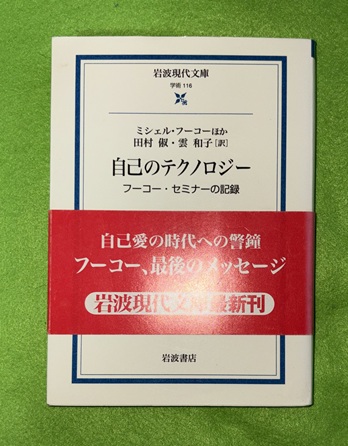 岩波現代文庫
学術 116
ミシェル・フーコーほか
田村 俶・雲 和子[訳]
自己のテクノロジー
フーコー・セミナーの記録
自己愛の時代への警鐘
フーコー、最後のメッセージ
岩波現代文庫最新刊
岩波書店